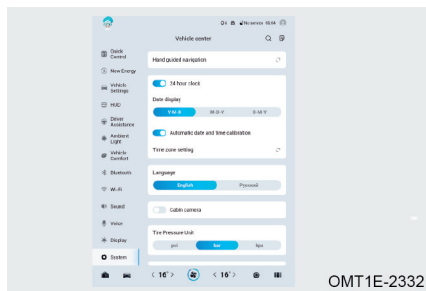 No service 16:44
Vehicle center
Quick
Control
Hand guided navigation
New Energy
Vehicle
Settings
24 hour clock
HUD
Date display
Y-M-D M-D-Y D-M-Y
Driver
Assistance
Ambient
Light
Automatic date and time calibration
Vehicle
Comfort
Time zone setting
Bluetooth
Language
Wi-Fi
English Русский
Sound
Cabin camera
Voice
Display
Tire Pressure Unit
System
psi bar kpa
< 16° > < 16° >
OMT1E-2332